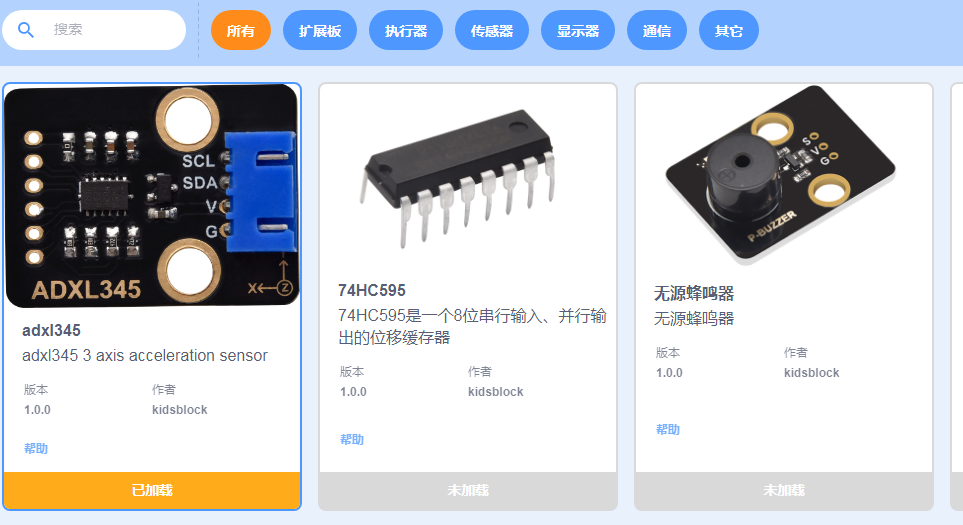 搜索
所有
扩展板
执行器
传感器
显示器
通信
其它
SCL
SDA
V
G
ADXL345
X
Z
adxl345
adxl345 3 axis acceleration sensor
版本
作者
1.0.0
kidsblock
帮助
已加载
74HC595
74HC595是一个8位串行输入、并行输
出的位移缓存器
版本
作者
1.0.0
kidsblock
帮助
未加载
S
V
G
P-BUZZER
无源蜂鸣器
无源蜂鸣器
版本
作者
1.0.0
kidsblock
帮助
未加载